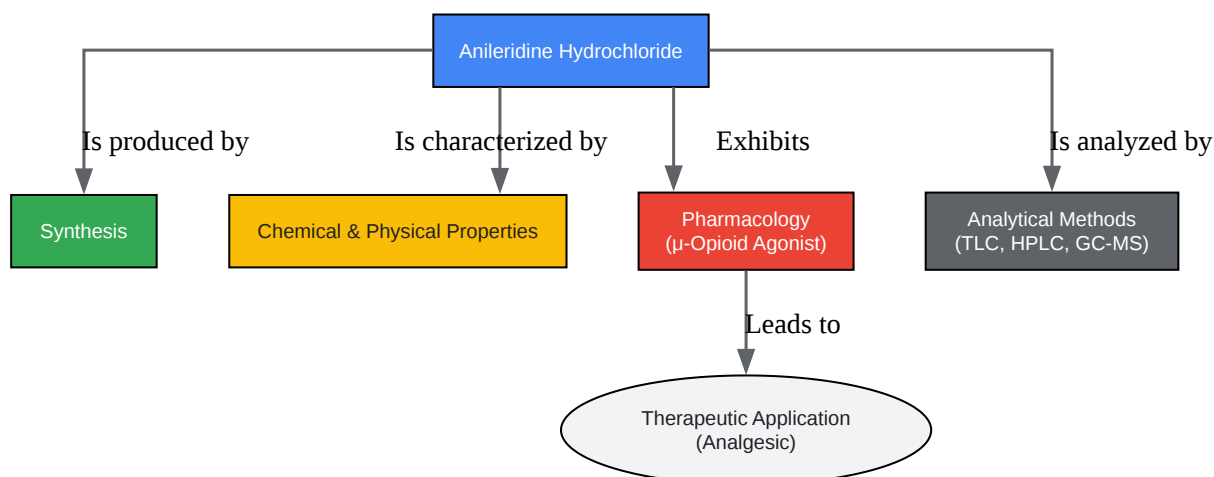 Anileridine Hydrochloride
Is produced by
Is characterized by
Exhibits
Is analyzed by
Synthesis
Chemical & Physical Properties
Pharmacology
(μ-Opioid Agonist)
Analytical Methods
(TLC, HPLC, GC-MS)
Leads to
Therapeutic Application
(Analgesic)